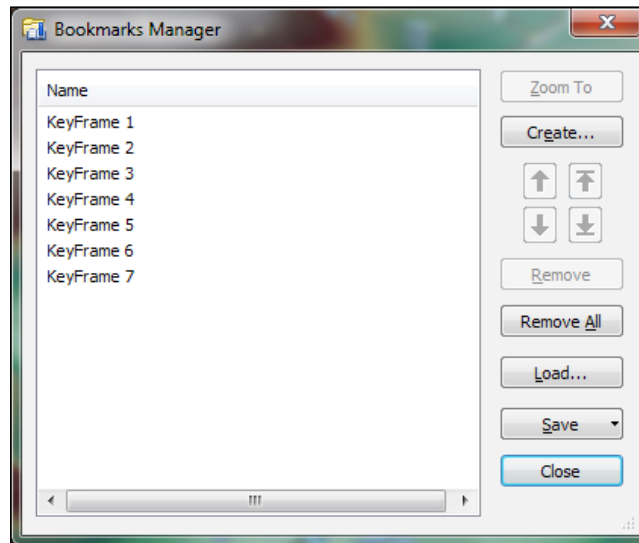 Bookmarks Manager
Name
KeyFrame 1
KeyFrame 2
KeyFrame 3
KeyFrame 4
KeyFrame 5
KeyFrame 6
KeyFrame 7
Zoom To
Create...
Remove
Remove All
Load...
Save
Close